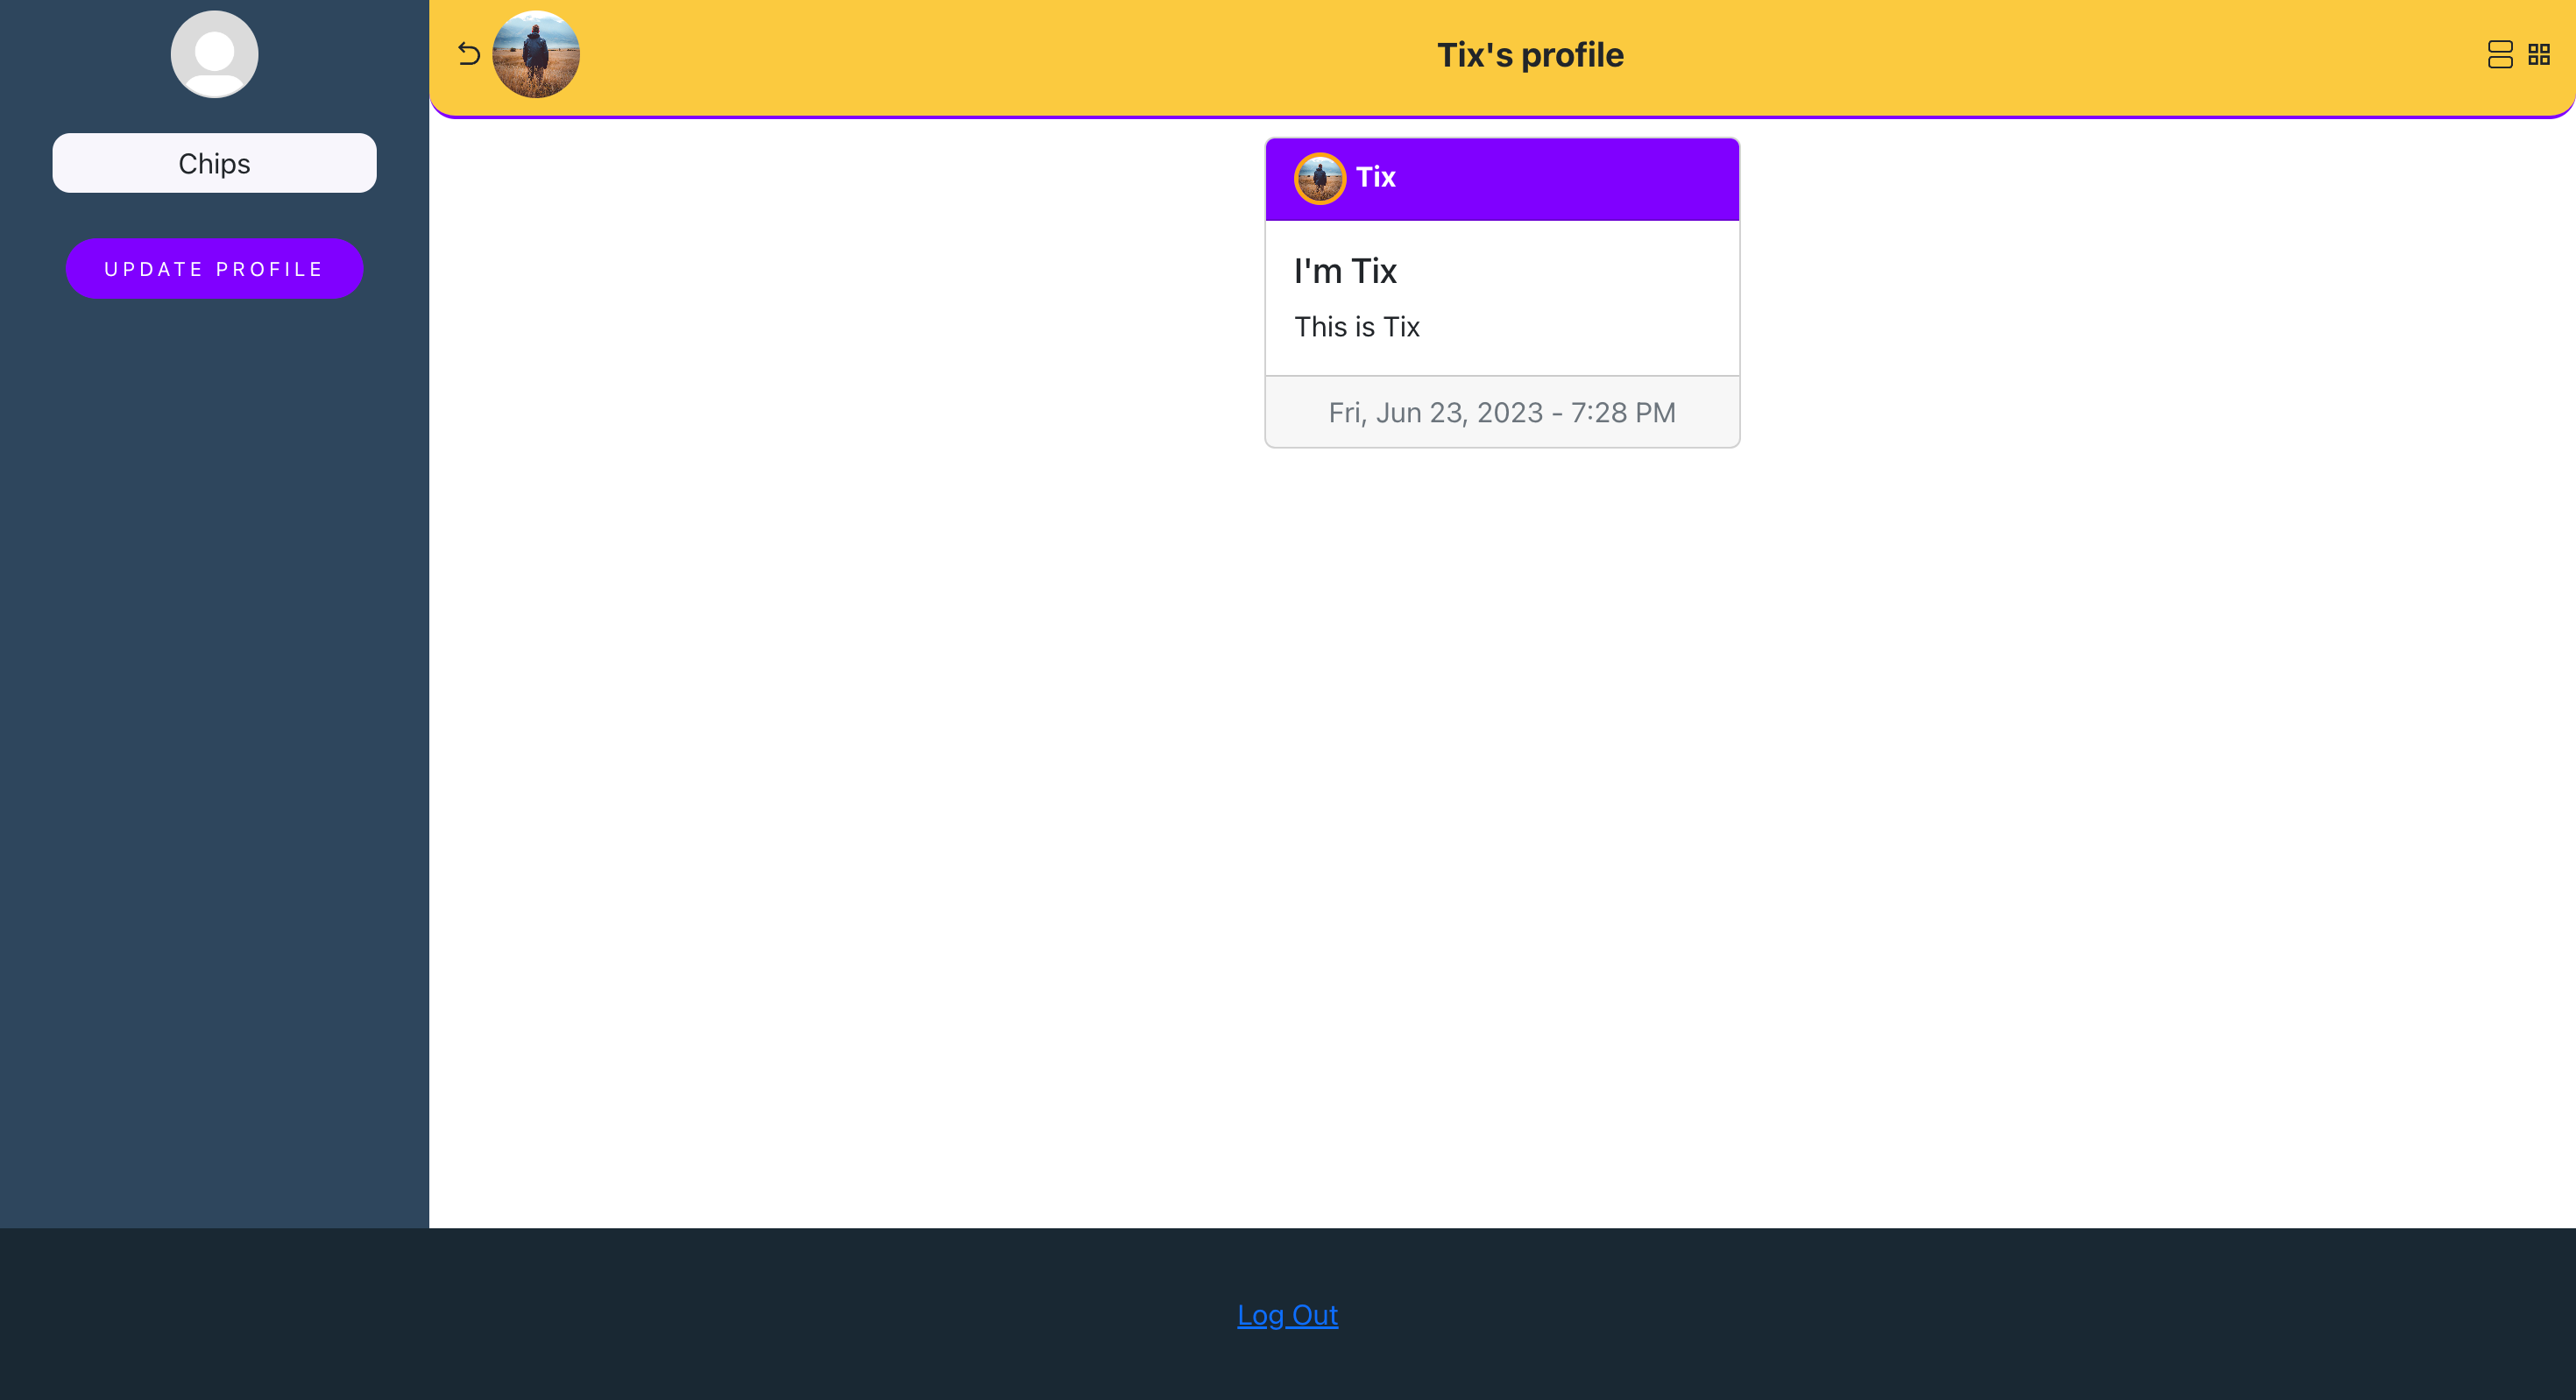 Chips
UPDATE PROFILE
Tix's profile
Tix
I'm Tix
This is Tix
Fri, Jun 23, 2023 - 7:28 PM
Log Out